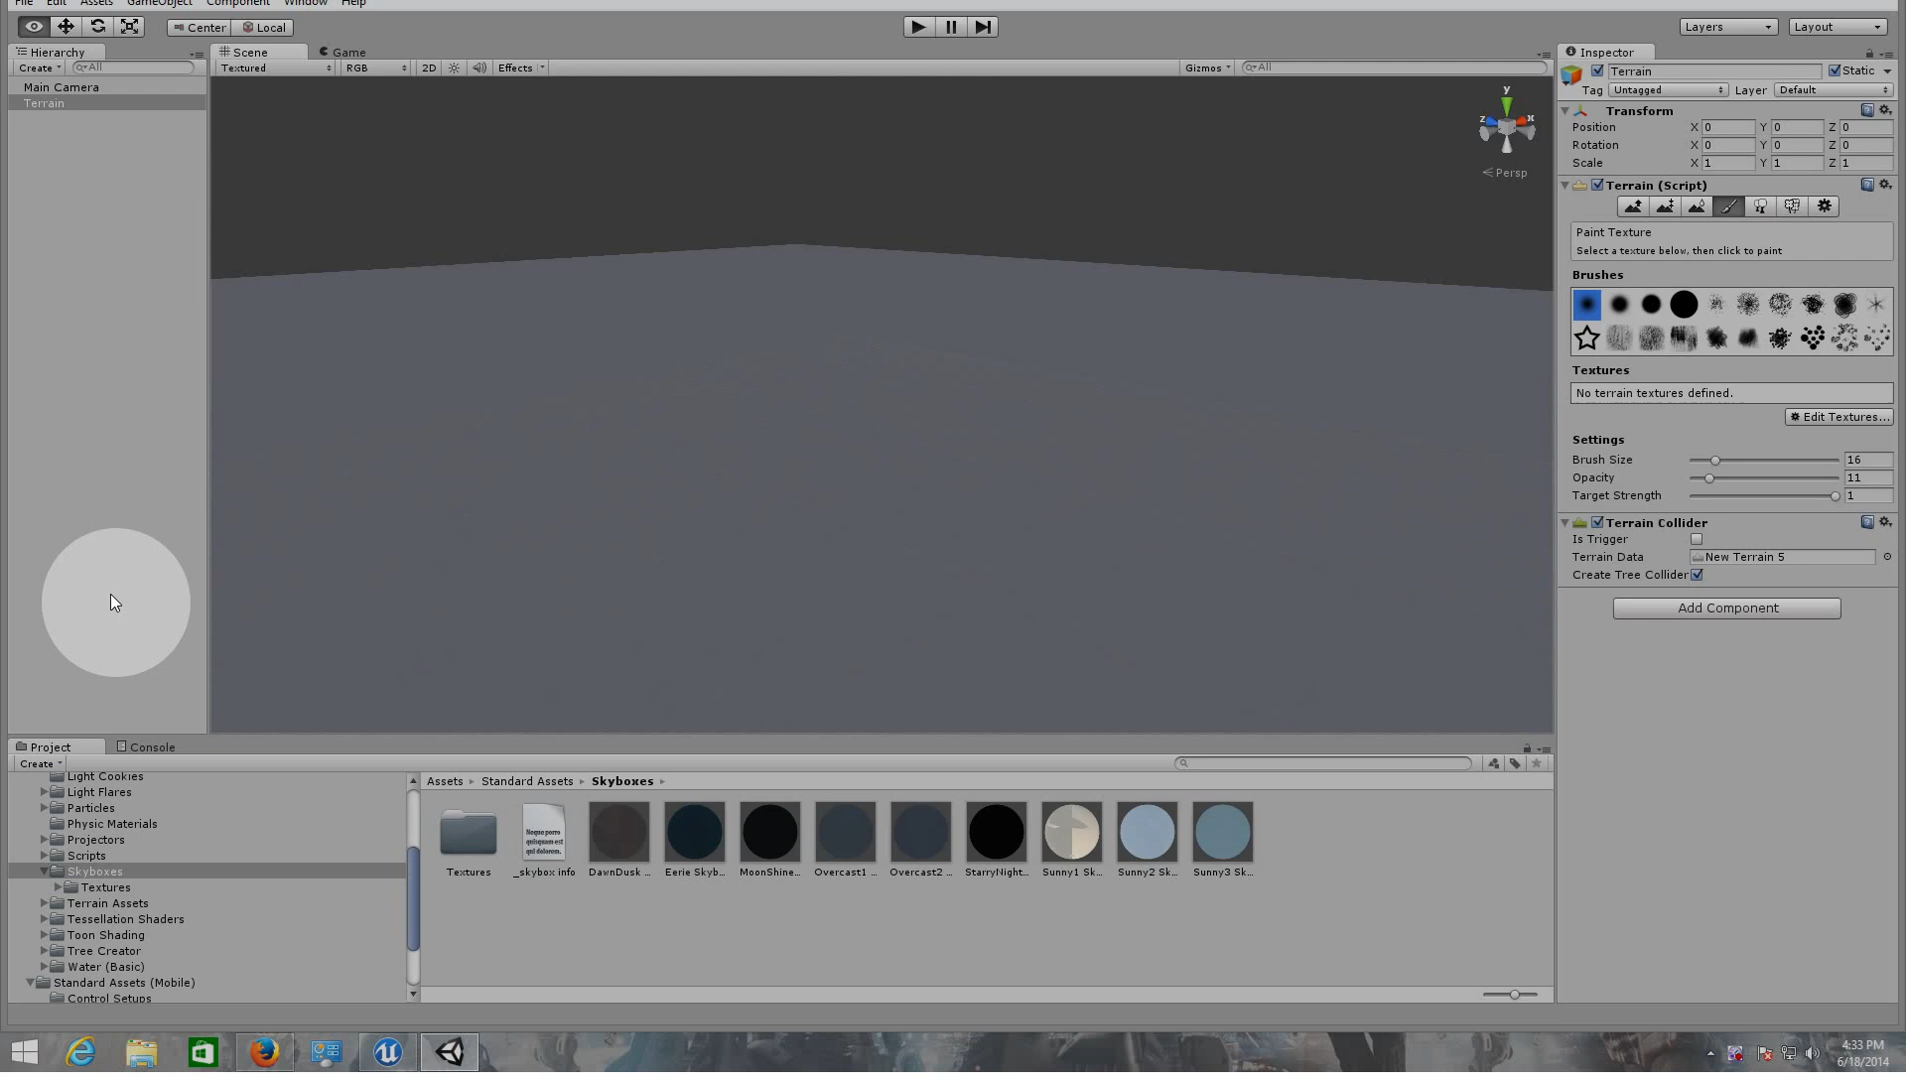 File Edit Assets GameObject Component Window Help
Center Local
Layers Layout
Hierarchy
Create All
Main Camera
Terrain
Scene Game
Textured RGB 2D Effects Gizmos All
y
z x
Persp
Inspector
Terrain Static
Tag Untagged Layer Default
Transform
Position X 0 Y 0 Z 0
Rotation X 0 Y 0 Z 0
Scale X 1 Y 1 Z 1
Terrain (Script)
Paint Texture
Select a texture below, then click to paint
Brushes
Textures
No terrain textures defined.
Edit Textures...
Settings
Brush Size 16
Opacity 11
Target Strength 1
Terrain Collider
Is Trigger
Terrain Data New Terrain 5
Create Tree Collider
Add Component
Project Console
Create
Light Cookies
Light Flares
Particles
Physic Materials
Projectors
Scripts
Skyboxes
Textures
Terrain Assets
Tessellation Shaders
Toon Shading
Tree Creator
Water (Basic)
Standard Assets (Mobile)
Control Setups
Assets Standard Assets Skyboxes
Neque porro
quisquam est
qui dolorem.
Textures _skybox info DawnDusk ... Eerie Skyb... MoonShine... Overcast1 ... Overcast2 ... StarryNight... Sunny1 Sk... Sunny2 Sk... Sunny3 Sk...
4:33 PM
6/18/2014